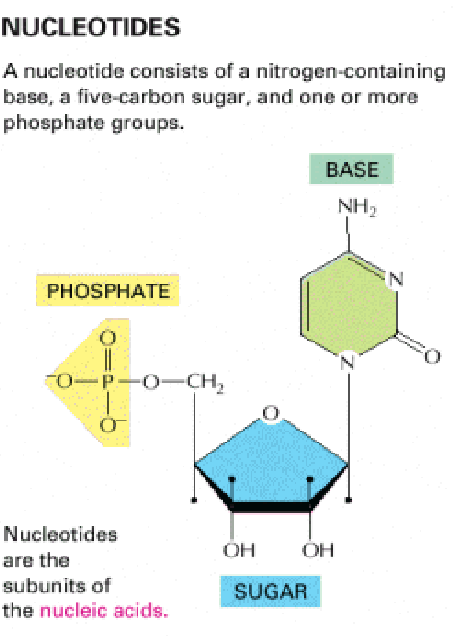 NUCLEOTIDES
A nucleotide consists of a nitrogen-containing
base, a five-carbon sugar, and one or more
phosphate groups.
BASE
NH₂
N
PHOSPHATE
O
⁻O—P—O—CH₂
O⁻
N
O
O
OH
OH
SUGAR
Nucleotides
are the
subunits of
the nucleic acids.